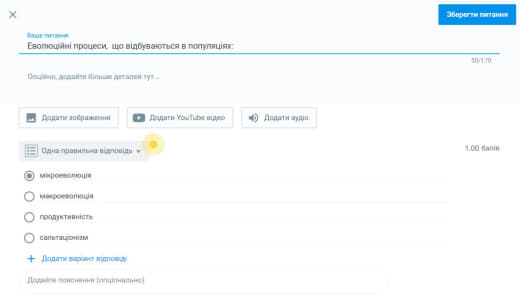 Зберегти питання
Ваше питання
Еволюційні процеси, що відбуваються в популяціях:
50/170
Опційно, додайте більше деталей тут...
Додати зображення
Додати YouTube відео
Додати аудіо
Одна правильна відповідь
1.00 балів
мікроеволюція
макроеволюція
продуктивність
сальтаціонізм
+ Додати варіант відповіді
Додайте пояснення (опціонально)